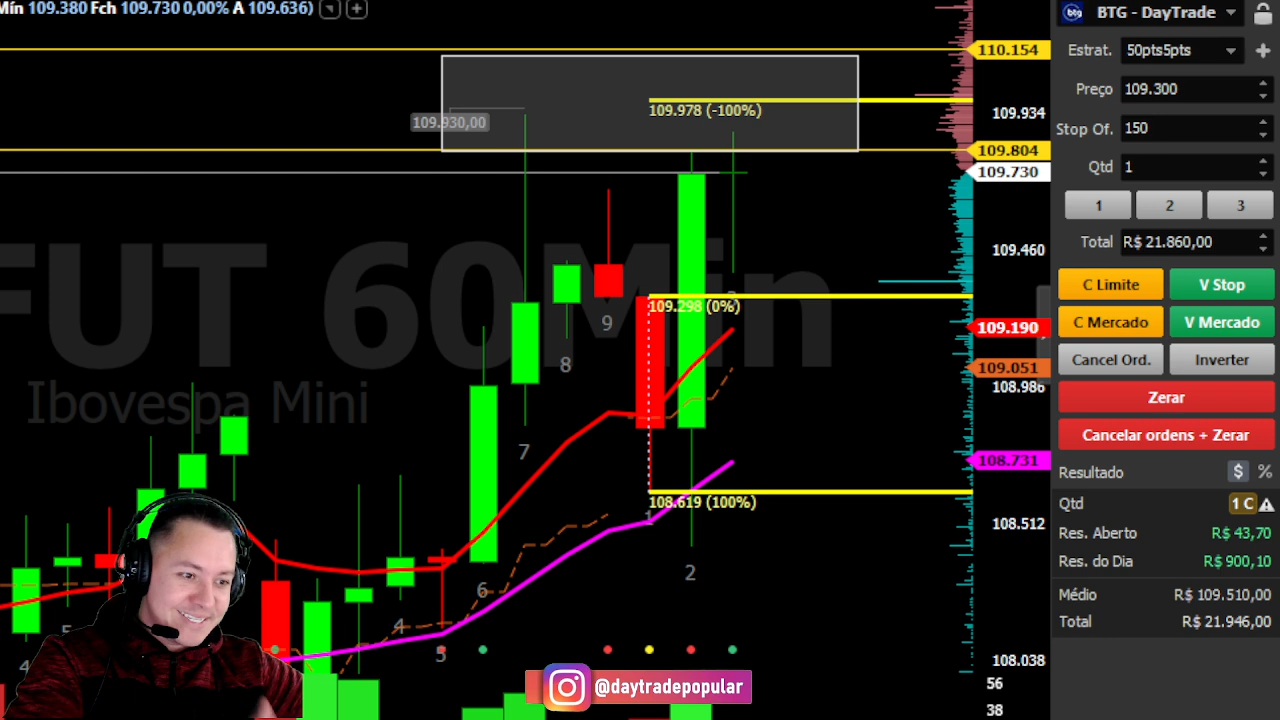 Mín 109.380 Fch 109.730 0,00% A 109.636)
BTG - DayTrade
Estrat. 50pts5pts
Preço 109.300
Stop Of. 150
Qtd 1
1 2 3
Total R$ 21.860,00
C Limite V Stop
C Mercado V Mercado
Cancel Ord. Inverter
Zerar
Cancelar ordens + Zerar
Resultado $ %
Qtd 1 C
Res. Aberto R$ 43,70
Res. do Dia R$ 900,10
Médio R$ 109.510,00
Total R$ 21.946,00
110.154
109.934
109.804
109.730
109.460
109.190
109.051
108.986
108.731
108.512
108.038
56
38
109.978 (-100%)
109.930,00
109.298 (0%)
108.619 (100%)
FUT 60Min
Ibovespa Mini
9
8
7
6
2
4
5
4
5
@daytradepopular